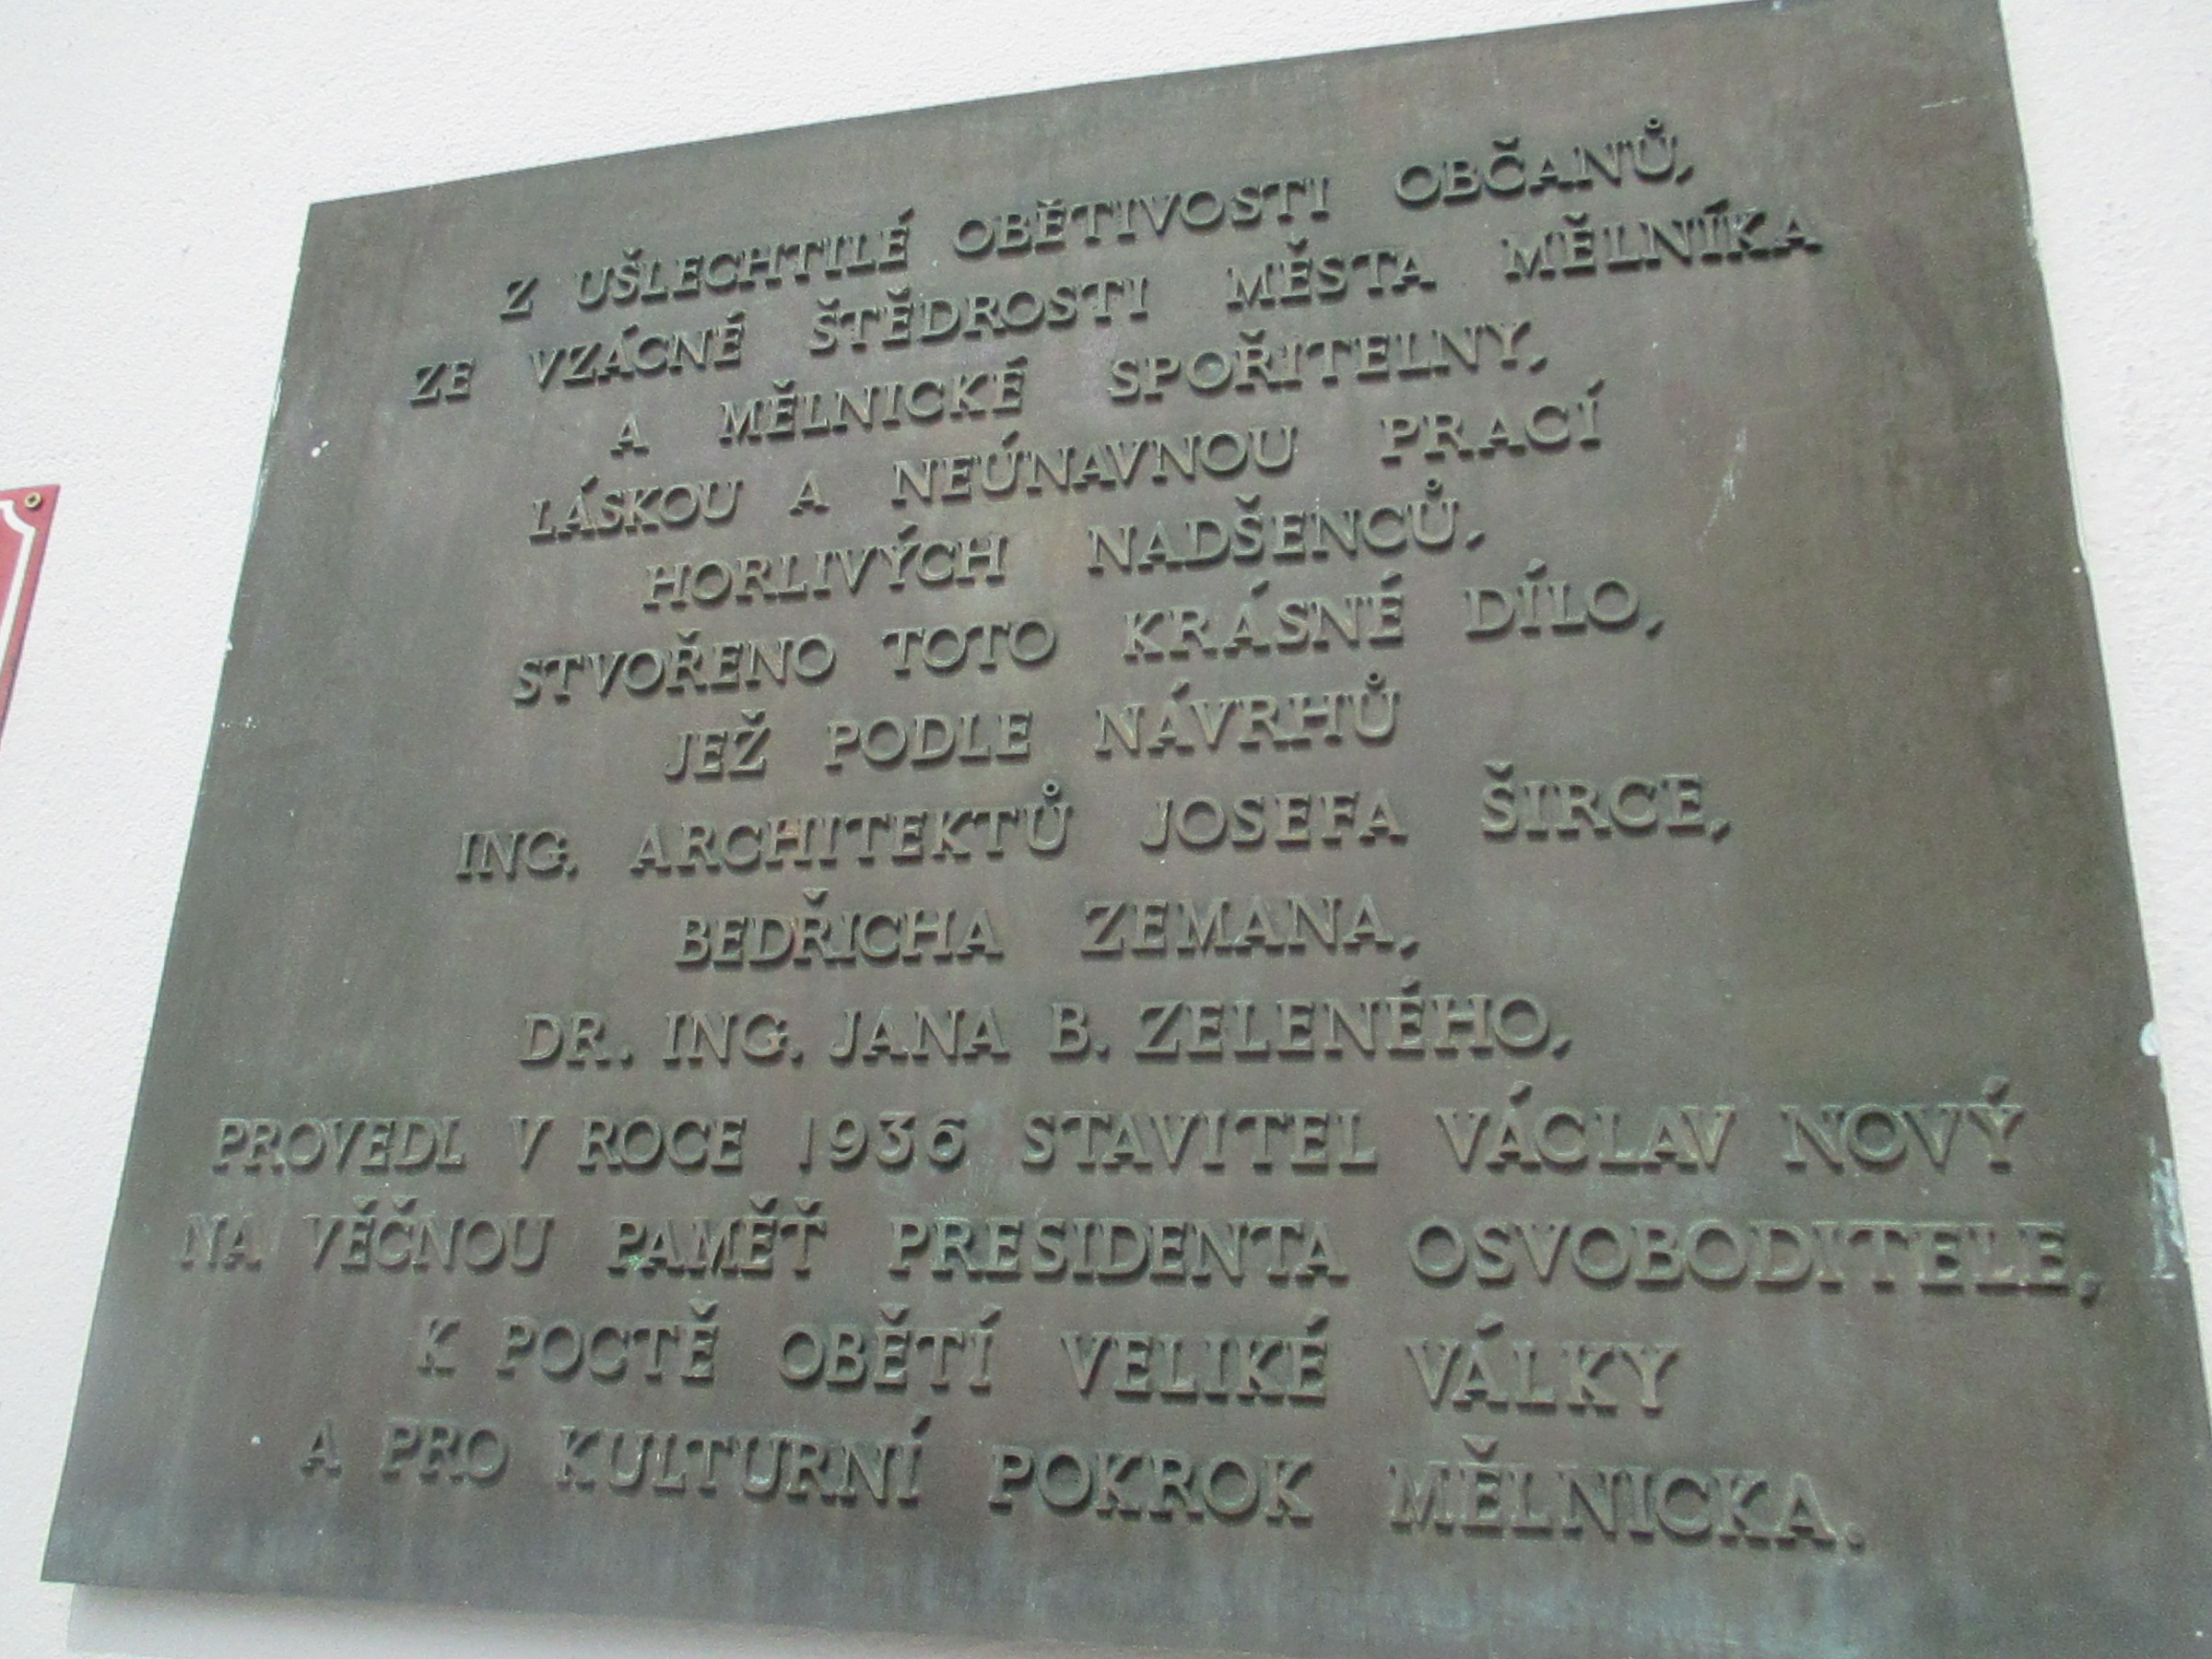 Z UŠLECHTILÉ OBĚTIVOSTI OBČANŮ,
ZE VZÁCNÉ ŠTĚDROSTI MĚSTA MĚLNÍKA
A MĚLNICKÉ SPOŘITELNY,
LÁSKOU A NEÚNAVNOU PRACÍ
HORLIVÝCH NADŠENCŮ,
STVOŘENO TOTO KRÁSNÉ DÍLO,
JEŽ PODLE NÁVRHŮ
ING. ARCHITEKTŮ JOSEFA ŠIRCE,
BEDŘICHA ZEMANA,
DR. ING. JANA B. ZELENÉHO,
PROVEDL V ROCE 1936 STAVITEL VÁCLAV NOVÝ
NA VĚČNOU PAMĚŤ PRESIDENTA OSVOBODITELE,
K POCTĚ OBĚTÍ VELIKÉ VÁLKY
A PRO KULTURNÍ POKROK MĚLNICKA.